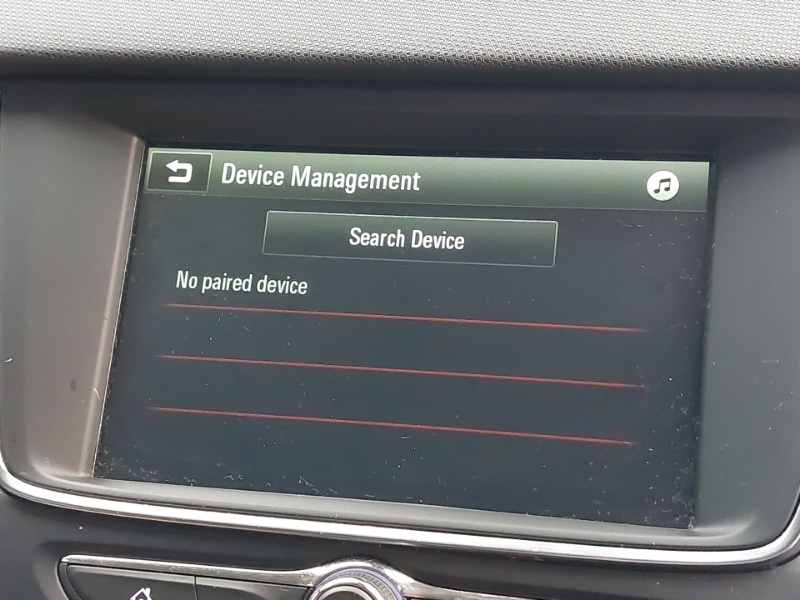 Device Management
Search Device
No paired device